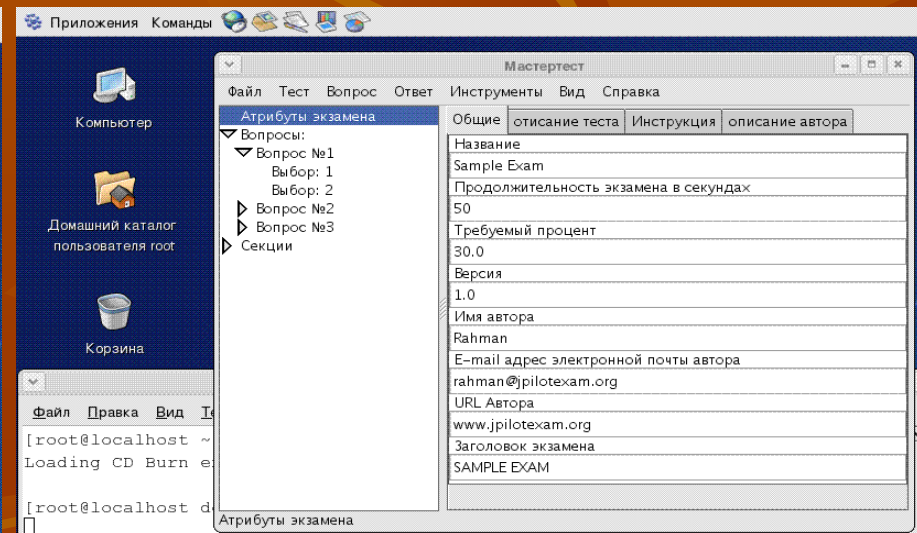 Приложения Команды
Компьютер
Домашний каталог
пользователя root
Корзина
Мастертест
Файл Тест Вопрос Ответ Инструменты Вид Справка
Атрибуты экзамена
Вопросы:
Вопрос №1
Выбор: 1
Выбор: 2
Вопрос №2
Вопрос №3
Секции
Общие отисание теста Инструкция описание автора
Название
Sample Exam
Продолжительность экзамена в секундах
50
Требуемый процент
30.0
Версия
1.0
Имя автора
Rahman
E-mail адрес электронной почты автора
rahman@jpilotexam.org
URL Автора
www.jpilotexam.org
Заголовок экзамена
SAMPLE EXAM
Атрибуты экзамена
Файл Правка Вид
[root@localhost ~
Loading CD Burn
[root@localhost